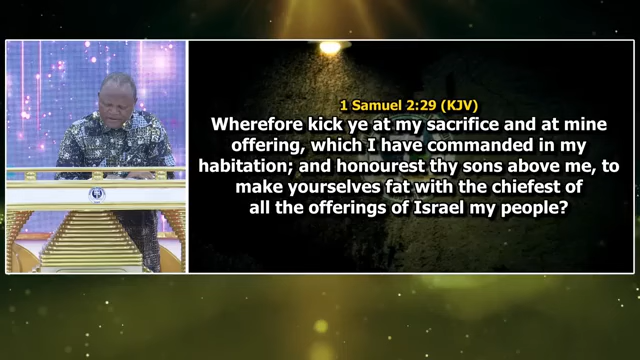 1 Samuel 2:29 (KJV)
Wherefore kick ye at my sacrifice and at mine
offering, which I have commanded in my
habitation; and honourest thy sons above me, to
make yourselves fat with the chiefest of
all the offerings of Israel my people?